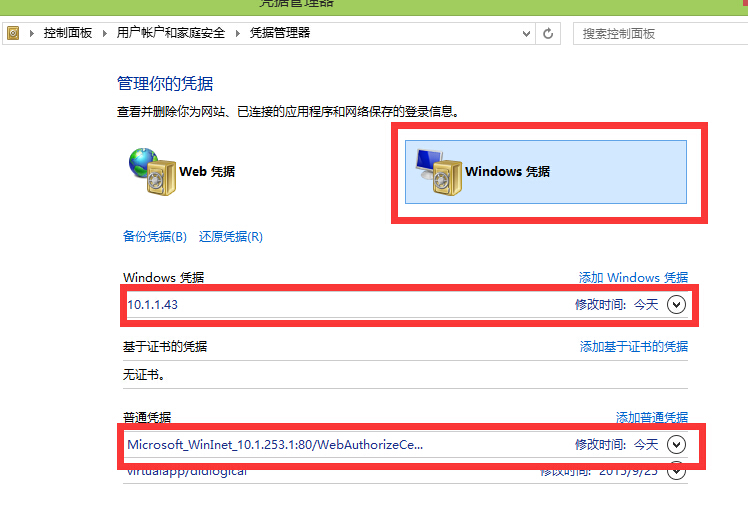 凭据管理器
控制面板 用户帐户和家庭安全 凭据管理器 搜索控制面板
管理你的凭据
查看并删除你为网站、已连接的应用程序和网络保存的登录信息。
Web 凭据 Windows 凭据
备份凭据(B) 还原凭据(R)
Windows 凭据 添加 Windows 凭据
10.1.1.43 修改时间: 今天
基于证书的凭据 添加基于证书的凭据
无证书。
普通凭据 添加普通凭据
Microsoft_WinInet_10.1.253.1:80/WebAuthorizeCe... 修改时间: 今天
virtualapp/didlogical 修改时间: 2015/9/25